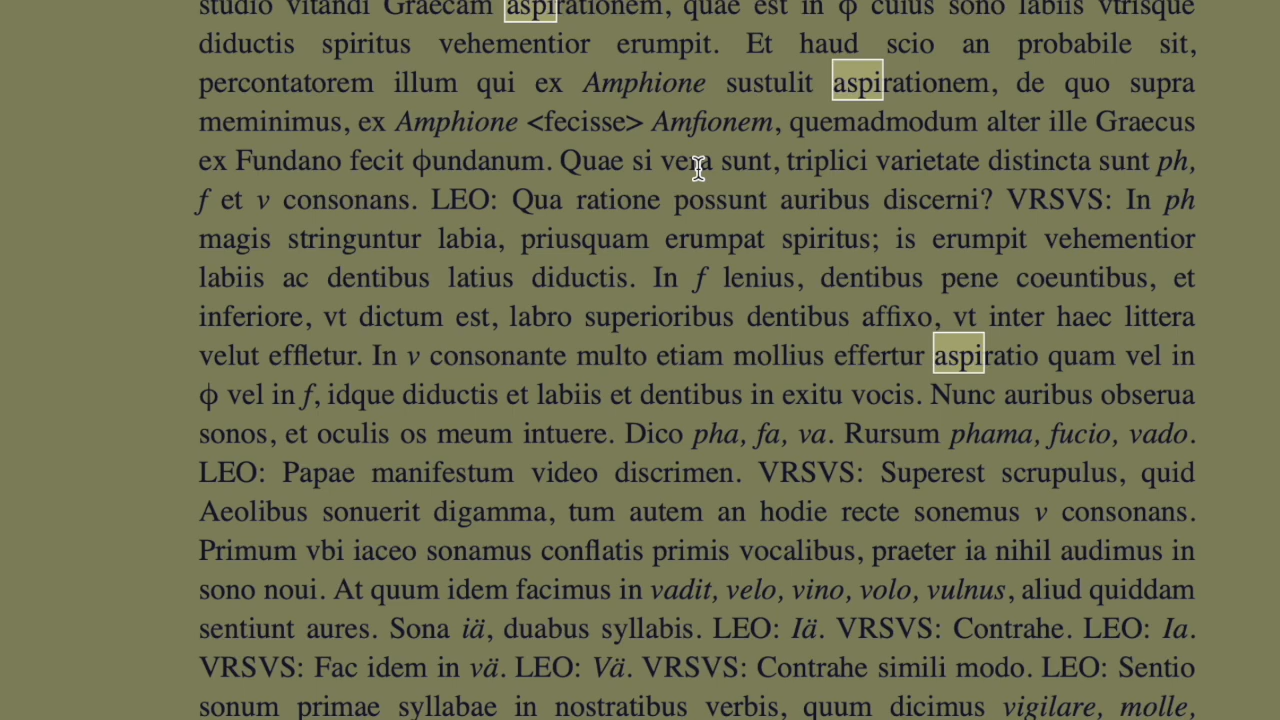 studio vitandi Graecam aspirationem, quae est in ϕ cuius sono labiis vtrisque
diductis spiritus vehementior erumpit. Et haud scio an probabile sit,
percontatorem illum qui ex Amphione sustulit aspirationem, de quo supra
meminimus, ex Amphione <fecisse> Amfionem, quemadmodum alter ille Graecus
ex Fundano fecit ϕundanum. Quae si vera sunt, triplici varietate distincta sunt ph,
f et v consonans. LEO: Qua ratione possunt auribus discerni? VRSVS: In ph
magis stringuntur labia, priusquam erumpat spiritus; is erumpit vehementior
labiis ac dentibus latius diductis. In f lenius, dentibus pene coeuntibus, et
inferiore, vt dictum est, labro superioribus dentibus affixo, vt inter haec littera
velut effletur. In v consonante multo etiam mollius effertur aspiratio quam vel in
ϕ vel in f, idque diductis et labiis et dentibus in exitu vocis. Nunc auribus obserua
sonos, et oculis os meum intuere. Dico pha, fa, va. Rursum phama, fucio, vado.
LEO: Papae manifestum video discrimen. VRSVS: Superest scrupulus, quid
Aeolibus sonuerit digamma, tum autem an hodie recte sonemus v consonans.
Primum vbi iaceo sonamus conflatis primis vocalibus, praeter ia nihil audimus in
sono noui. At quum idem facimus in vadit, velo, vino, volo, vulnus, aliud quiddam
sentiunt aures. Sona iä, duabus syllabis. LEO: Iä. VRSVS: Contrahe. LEO: Ia.
VRSVS: Fac idem in vä. LEO: Vä. VRSVS: Contrahe simili modo. LEO: Sentio
sonum primae syllabae in nostratibus verbis, quum dicimus vigilare, molle,